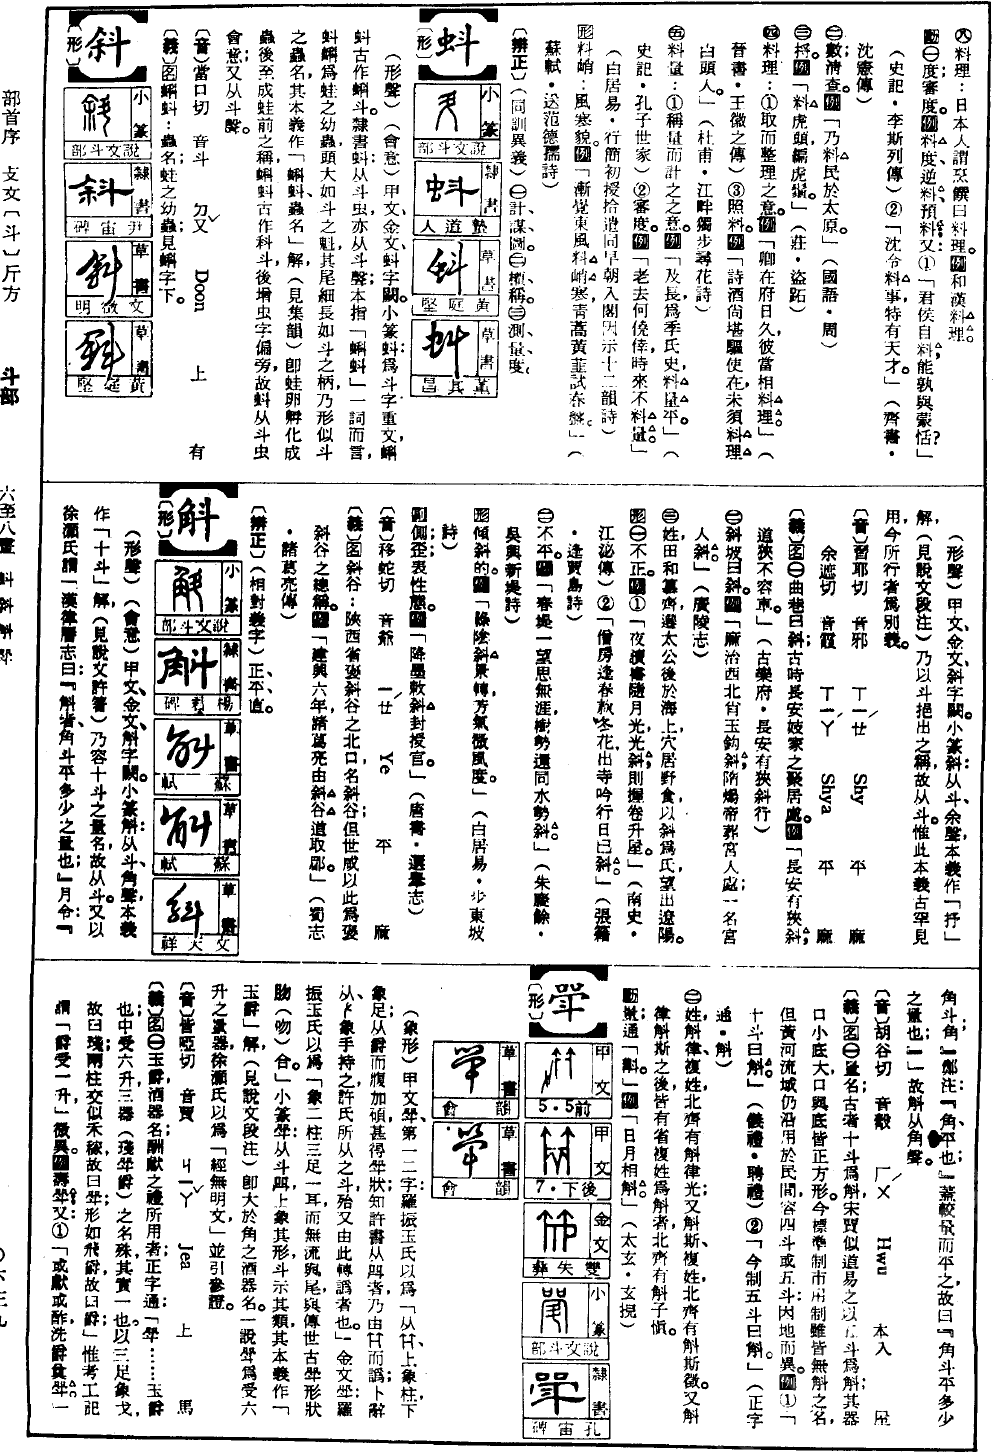 ㈧料理：日本人謂烹饌曰料理。例和漢料理。
動㈠度審度。例料度逆料預料又：①「君侯自料能孰與蒙恬？」
（史記・李斯列傳）②「沈令料事特有天才。」（齊書・
沈憲傳）
㈡數清查。例「乃料民於太原。」（國語・周）
㈢捋。例「料虎頭編虎鬚。」（莊・盜跖）
㈣料理：①取而整理之意。例「卿在府日久彼當相料理。」（
晉書・王徽之傳）③照料。例「詩酒尚堪驅使在未須料理
白頭人。」（杜甫・江畔獨步尋花詩）
㈤料量：①稱量而計之之意。例「及長爲季氏史料量平。」（
史記・孔子世家）②審度。例「老去何僥倖時來不料量。」
（白居易・行簡初授拾遺同早朝入閣因示十二韻詩）
形料峭：風寒貌。例「漸覺東風料峭寒青蒿黃韭試春盤。」（
蘇軾・送范德孺詩）
〔辨正〕（同訓異義）㈠計、謀、圖。㈡槓、稱。㈢測、量、度。
蚪
〔形〕
小篆 說文斗部
隸書 塾道人
草書 黃庭堅
草書 董其昌
（形聲）（會意）甲文、金文蚪字闕。小篆蚪：爲斗字重文，蝌
蚪古作蝌斗。隸書蚪：从斗虫，亦从斗聲；本指「蝌蚪」一詞而言，
蝌蚪爲蛙之幼蟲，頭大如斗之魁，其尾細長如斗之柄，乃形似斗
之蟲名，其本義作「蝌蚪、蟲名」解（見集韻）卽蛙卵孵化成
蟲後至成蛙前之稱，蝌蚪古作科斗，後增虫字偏旁，故蚪从斗虫
會意，又从斗聲。
〔音〕當口切　音斗　ㄉㄡˇ　Doou　上　有
〔義〕名蝌蚪：蟲名，蛙之幼蟲，見蝌字下。
斜
〔形〕
小篆 說文斗部
隸書 尹宙碑
草書 文徵明
草書 黃庭堅
（形聲）甲文、金文斜字闕。小篆斜：从斗、余聲，本義作「抒」
解，（見說文段注）乃以斗挹出之稱，故从斗。惟此本義古罕見
用，今所行者爲別義。
〔音〕㊀耶切　音邪　ㄒㄧㄝˊ　Shy　平　麻
余遮切　音霞　ㄒㄧㄚˊ　Shya　平　麻
〔義〕名㈠曲巷曰斜，古時長安妓家之聚居處。例「長安有狹斜，
道狹不容車。」（古樂府・長安有狹斜行）
㈡斜坡曰斜。例「廣治西北有玉鈎斜，隋煬帝葬宮人處；一名宮
人斜。」（廣陵志）
㈢姓，田和篡齊，遷太公後於海上，穴居野食，以斜爲氏，望出遼陽。
形㈠不正。例①「夜讀書隨月光，光斜則握卷升屋。」（南史・
江泌傳）②「僧房逢着款冬花，出寺吟行日已斜。」（張籍
・逢賈島詩）
㈡不平。例「春堤一望思無涯，樹勢還同水勢斜。」（朱慶餘・
吳興新堤詩）
形傾斜的。例「條陰斜景轉，芳氣微風度。」（白居易・步東坡
詩）
副側歪；表性態。例「降墨敕斜封授官。」（唐書・選舉志）
〔音〕移蛇切　音爺　ㄧㄝˊ　Ye　平　麻
〔義〕名斜谷：陝西省褒斜谷之北口名斜谷；但世咸以此爲褒
斜谷之總稱。例「建興六年，諸葛亮由斜谷道取郿。」（蜀志
・諸葛亮傳）
〔辨正〕（相對義字）正、平、直。
斛
〔形〕
小篆 說文斗部
隸書 楊㊀碑
草書 蘇軾
草書 蘇軾
草書 文天祥
（形聲）（會意）甲文、金文斛字闕。小篆斛：从斗、角聲，本義
作「十斗」解，（見說文許箸）乃容十斗之量名，故从斗。又以
徐灝氏謂「漢律曆志曰：『斛者，角斗平多少之量也』；月令：『
角斗角』；鄭注：『角，平也』；蓋較飛而平之，故曰『角斗平多少
之量也』」故斛从角聲。
〔音〕胡谷切　音縠　ㄏㄨˊ　Hwu　本入　屋
〔義〕名㈠量名，古者十斗爲斛，宋賈似道易之以五斗爲斛，其器
口小底大，口與底皆正方形。今標準制市用制雖皆無斛之名，
但黃河流域仍沿用於民間，容四斗或五斗，因地而異。例①「
十斗曰斛。」（儀禮・聘禮）②「今制五斗曰斛。」（正字
通・斛）
㈡姓，斛律，複姓，北齊有斛律光；又斛斯，複姓，北齊有斛斯徵；又斛
律斛斯之後，皆有省複姓爲斛者，北齊有斛子愼。
動㊀通「斠」。例「日月相斛。」（太玄・玄掜）
斝
〔形〕
甲文 前5・5
甲文 後下・7
金文 雙矢彝
小篆 說文斗部
隸書 孔宙碑
草書 韻會
草書 韻會
（象形）甲文斝：第一二字，羅振玉氏以爲「从⺽上象柱，下
象足，从爵而腹加碩，甚得斝狀，知許書从吅者，乃由⺽而譌；卜辭
从、象手持之，許氏所从之斗，殆又由此轉譌者也。」金文斝：羅
振玉氏以爲「象二柱三足一耳，而無流與尾，與傳世古斝形狀
脗（吻）合。」小篆斝：从斗，吅上象其形，斗示其類，其本義作「
玉爵」解，（見說文段注）卽大於角之酒器名。一說斝爲受六
升之量器，徐灝氏以爲「經無明文」並引參證。
〔音〕皆啞切　音賈　ㄐㄧㄚˇ　Jea　上　馬
〔義〕名㈠玉爵，酒器名，酬獻之禮所用者；正字通「斝……玉爵
也，中受六升，三器（琖、斝、爵）之名殊，其實一也，以三足象戈，
故曰琖；兩柱交似禾稼，故曰斝；形如飛爵，故曰爵」；惟考工記
謂「爵受一升」微異。例壽斝；又①「或獻或酢，洗爵奠斝」
部首序　支文〔斗〕斤方　斗部　六至八畫　斜斛斝
〇六三九